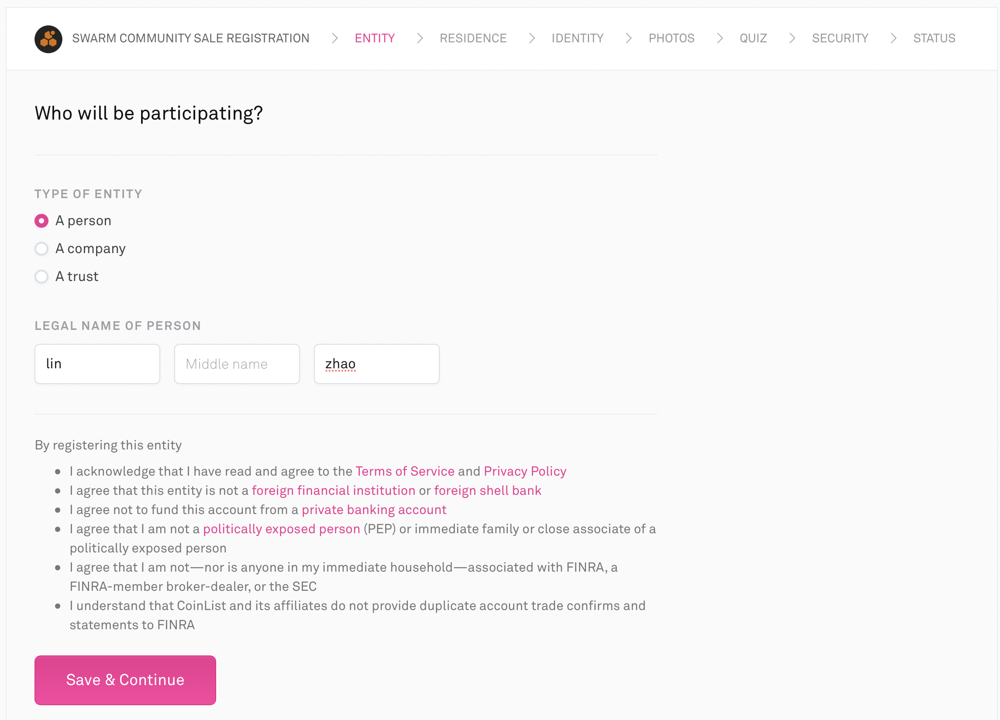 SWARM COMMUNITY SALE REGISTRATION > ENTITY > RESIDENCE > IDENTITY > PHOTOS > QUIZ > SECURITY > STATUS
Who will be participating?
TYPE OF ENTITY
A person
A company
A trust
LEGAL NAME OF PERSON
lin Middle name zhao
By registering this entity
• I acknowledge that I have read and agree to the Terms of Service and Privacy Policy
• I agree that this entity is not a foreign financial institution or foreign shell bank
• I agree not to fund this account from a private banking account
• I agree that I am not a politically exposed person (PEP) or immediate family or close associate of a
politically exposed person
• I agree that I am not—nor is anyone in my immediate household—associated with FINRA, a
FINRA-member broker-dealer, or the SEC
• I understand that CoinList and its affiliates do not provide duplicate account trade confirms and
statements to FINRA
Save & Continue